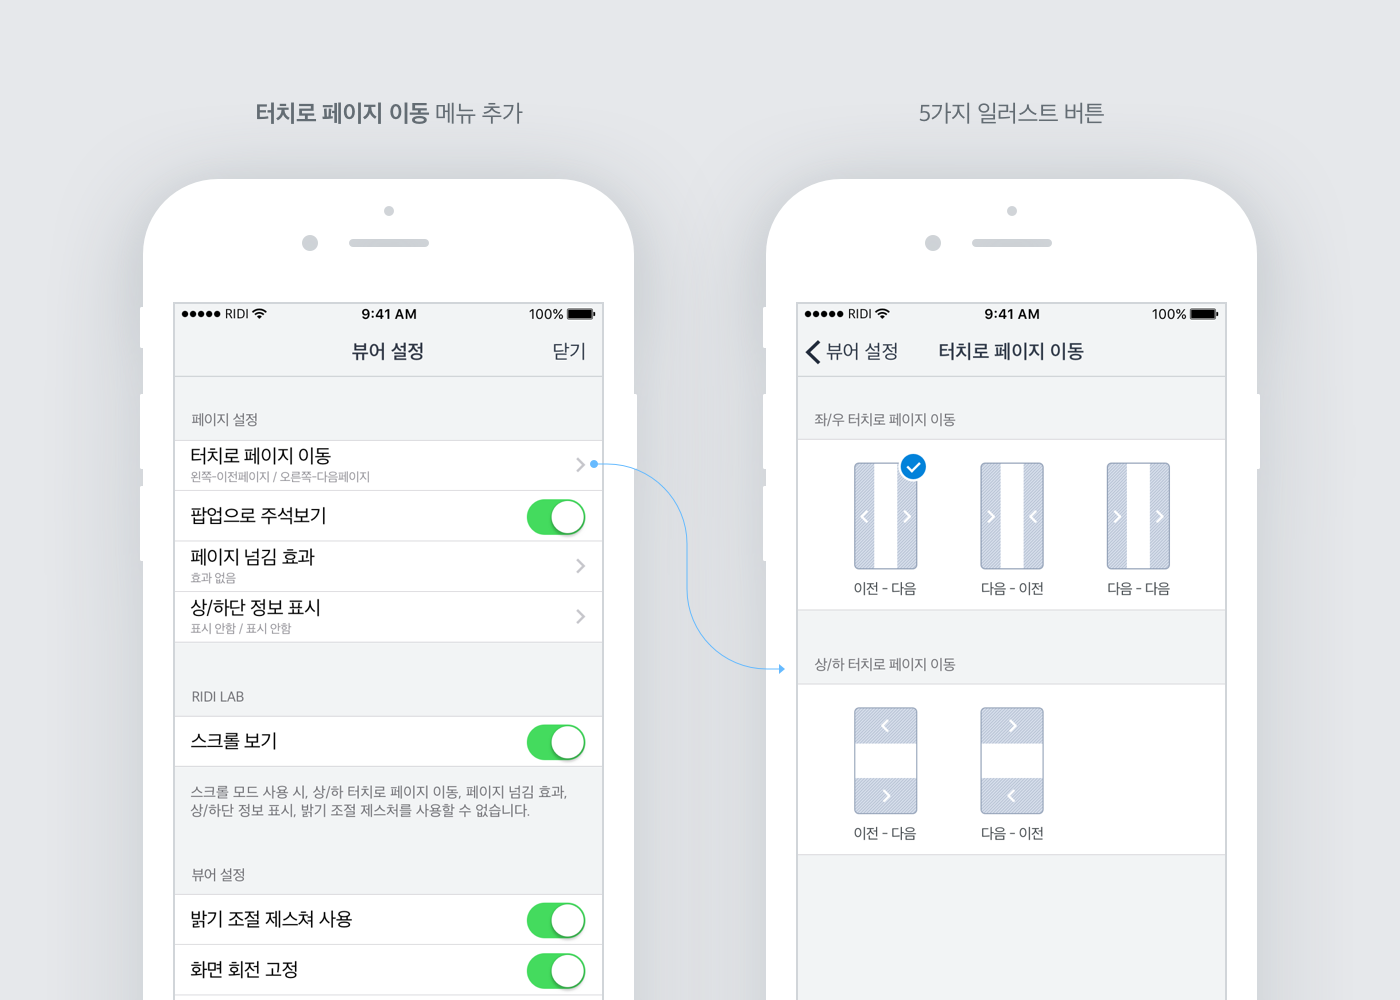 터치로 페이지 이동 메뉴 추가
RIDI 9:41 AM 100%
뷰어 설정 닫기
페이지 설정
터치로 페이지 이동
왼쪽-이전페이지 / 오른쪽-다음페이지
팝업으로 주석보기
페이지 넘김 효과
효과 없음
상/하단 정보 표시
표시 안함 / 표시 안함
RIDI LAB
스크롤 보기
스크롤 모드 사용 시, 상/하 터치로 페이지 이동, 페이지 넘김 효과,
상/하단 정보 표시, 밝기 조절 제스처를 사용할 수 없습니다.
뷰어 설정
밝기 조절 제스쳐 사용
화면 회전 고정
5가지 일러스트 버튼
RIDI 9:41 AM 100%
뷰어 설정 터치로 페이지 이동
좌/우 터치로 페이지 이동
이전 - 다음 다음 - 이전 다음 - 다음
상/하 터치로 페이지 이동
이전 - 다음 다음 - 이전